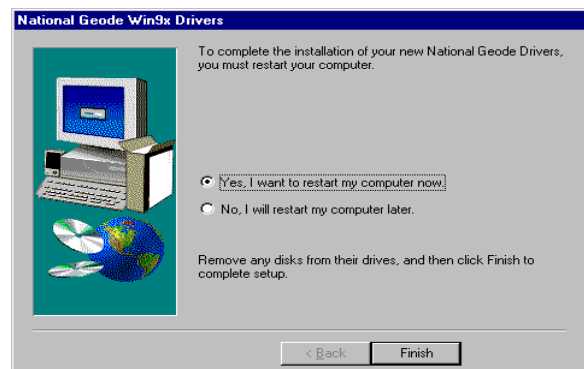 National Geode Win9x Drivers
To complete the installation of your new National Geode Drivers,
you must restart your computer.
Yes, I want to restart my computer now.
No, I will restart my computer later.
Remove any disks from their drives, and then click Finish to
complete setup.
< Back Finish